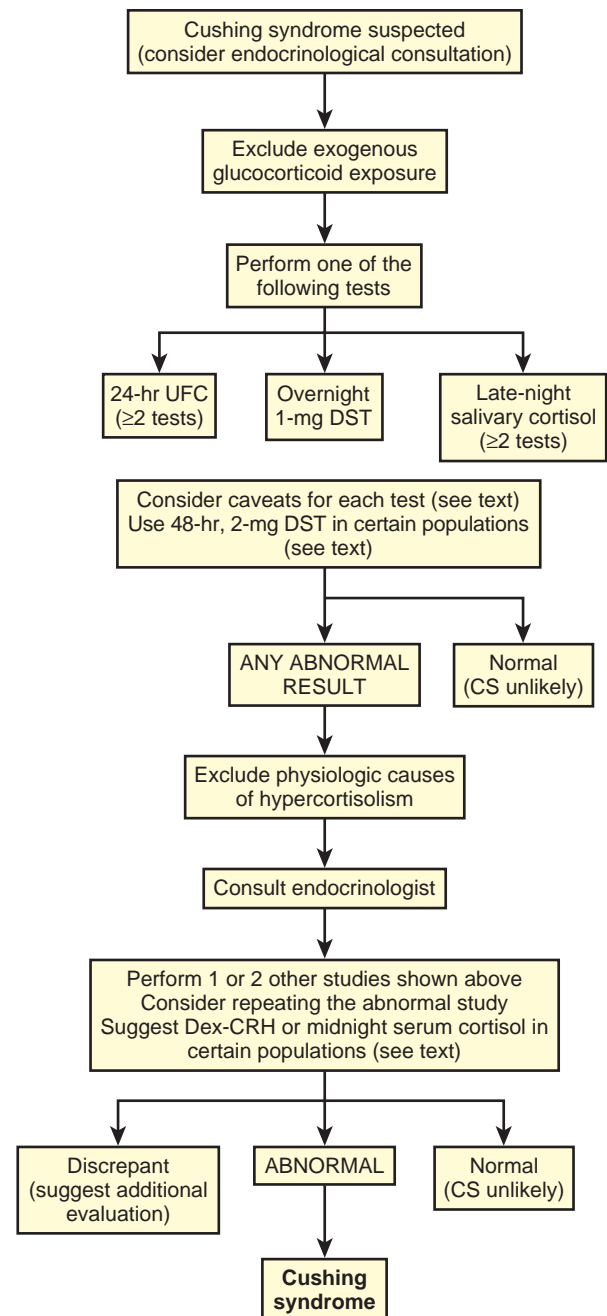 Cushing syndrome suspected
(consider endocrinological consultation)
Exclude exogenous
glucocorticoid exposure
Perform one of the
following tests
24-hr UFC
(≥2 tests)
Overnight
1-mg DST
Late-night
salivary cortisol
(≥2 tests)
Consider caveats for each test (see text)
Use 48-hr, 2-mg DST in certain populations
(see text)
ANY ABNORMAL
RESULT
Normal
(CS unlikely)
Exclude physiologic causes
of hypercortisolism
Consult endocrinologist
Perform 1 or 2 other studies shown above
Consider repeating the abnormal study
Suggest Dex-CRH or midnight serum cortisol in
certain populations (see text)
Discrepant
(suggest additional
evaluation)
ABNORMAL
Normal
(CS unlikely)
Cushing
syndrome